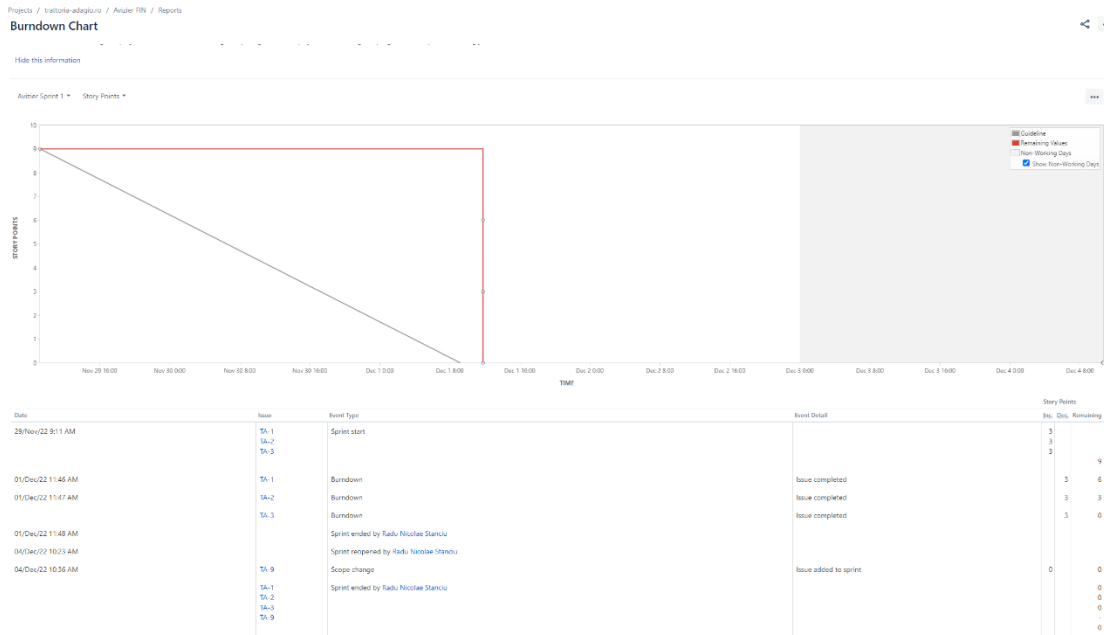 Projects / trattoria-adagio.ro / Avizier FIN / Reports
Burndown Chart
Hide this information
Avizier Sprint 1 Story Points
10
9
8
7
6
5
4
3
2
1
0
STORY POINTS
Guideline
Remaining Values
Non-Working Days
Show Non-Working Days
Nov 29 16:00 Nov 30 0:00 Nov 30 8:00 Nov 30 16:00 Dec 1 0:00 Dec 1 8:00 Dec 1 16:00 Dec 2 0:00 Dec 2 8:00 Dec 2 16:00 Dec 3 0:00 Dec 3 8:00 Dec 3 16:00 Dec 4 0:00 Dec 4 8:00
TIME
Story Points
Date Issue Event Type Event Detail Inc. Dec. Remaining
29/Nov/22 9:11 AM TA-1 Sprint start 3
TA-2 3
TA-3 3
9
01/Dec/22 11:46 AM TA-1 Burndown Issue completed 3 6
01/Dec/22 11:47 AM TA-2 Burndown Issue completed 3 3
TA-3 Burndown Issue completed 3 0
01/Dec/22 11:48 AM Sprint ended by Radu Nicolae Stanciu
04/Dec/22 10:23 AM Sprint reopened by Radu Nicolae Stanciu
04/Dec/22 10:36 AM TA-9 Scope change Issue added to sprint 0 0
TA-1 Sprint ended by Radu Nicolae Stanciu 0
TA-2 0
TA-3 0
TA-9 -
0